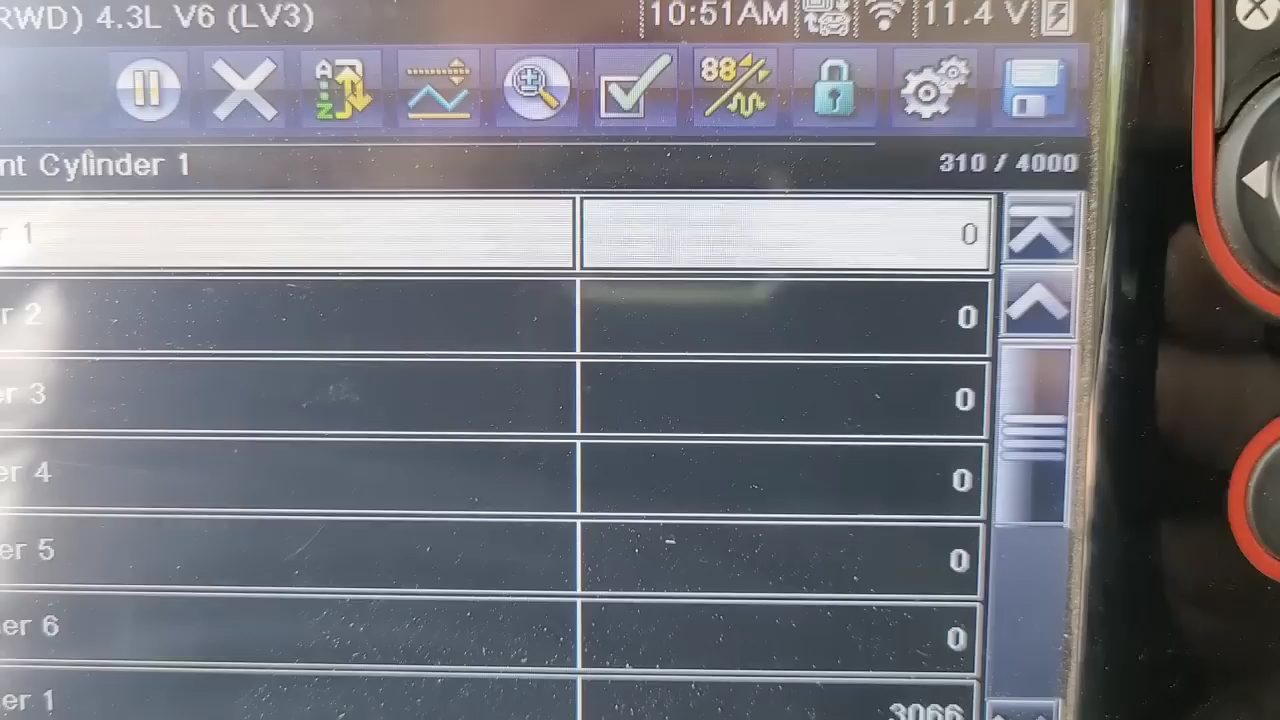 RWD) 4.3L V6 (LV3) 10:51AM 11.4 V
A Z 88
nt Cylinder 1 310 / 4000
r 1 0
r 2 0
er 3 0
er 4 0
er 5 0
er 6 0
er 1 3066